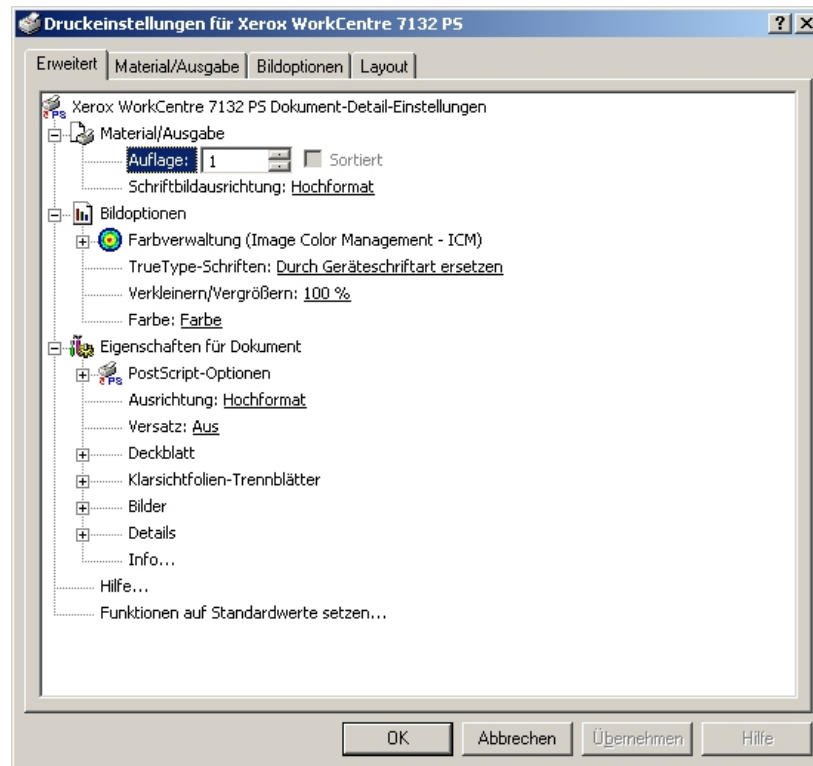 Druckeinstellungen für Xerox WorkCentre 7132 PS
Erweitert Material/Ausgabe Bildoptionen Layout
Xerox WorkCentre 7132 PS Dokument-Detail-Einstellungen
Material/Ausgabe
Auflage: 1 Sortiert
Schriftbildausrichtung: Hochformat
Bildoptionen
Farbverwaltung (Image Color Management - ICM)
TrueType-Schriften: Durch Geräteschriftart ersetzen
Verkleinern/Vergrößern: 100 %
Farbe: Farbe
Eigenschaften für Dokument
PostScript-Optionen
Ausrichtung: Hochformat
Versatz: Aus
Deckblatt
Klarsichtfolien-Trennblätter
Bilder
Details
Info...
Hilfe...
Funktionen auf Standardwerte setzen...
OK Abbrechen Übernehmen Hilfe